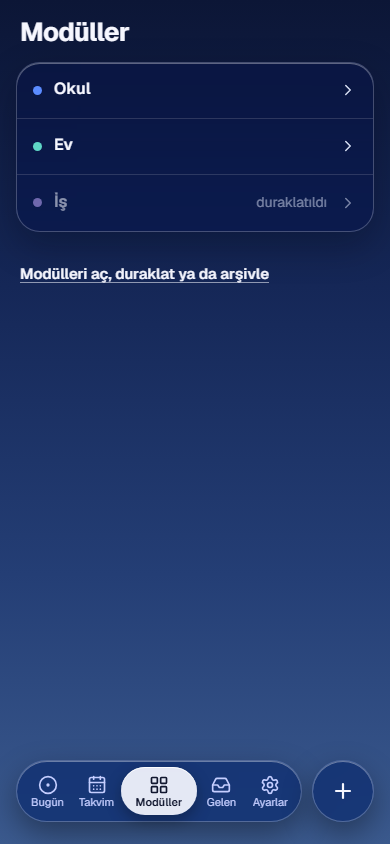 Modüller
Okul
Ev
İş duraklatıldı
Modülleri aç, duraklat ya da arşivle
Bugün Takvim Modüller Gelen Ayarlar